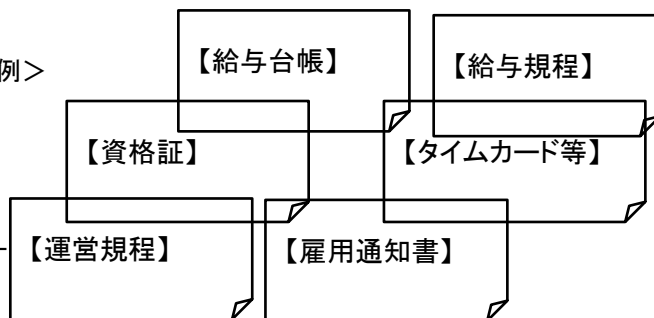 例＞
【給与台帳】
【給与規程】
【資格証】
【タイムカード等】
【運営規程】
【雇用通知書】